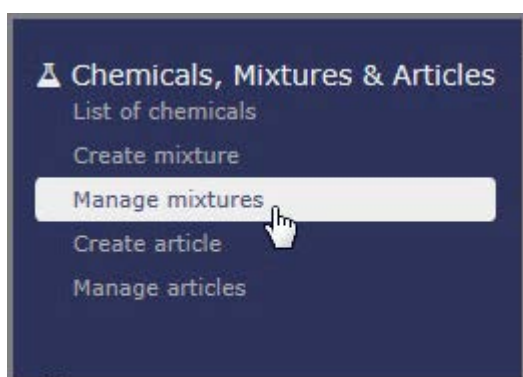 Chemicals, Mixtures & Articles
List of chemicals
Create mixture
Manage mixtures
Create article
Manage articles